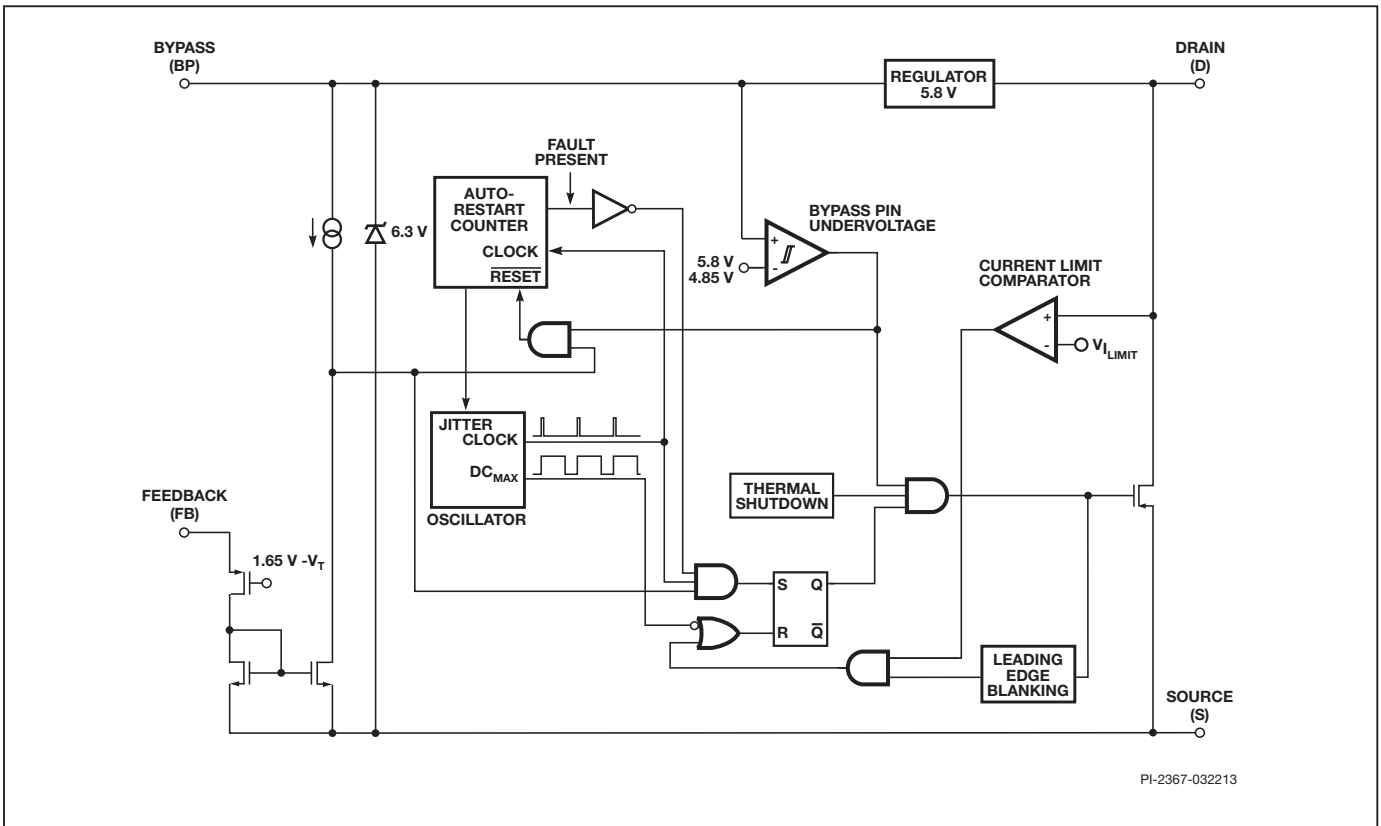 BYPASS
(BP)
DRAIN
(D)
REGULATOR
5.8 V
FAULT
PRESENT
AUTO-
RESTART
COUNTER
CLOCK
RESET
6.3 V
BYPASS PIN
UNDERVOLTAGE
+
-
5.8 V
4.85 V
CURRENT LIMIT
COMPARATOR
+
-
VILIMIT
JITTER
CLOCK
DCMAX
OSCILLATOR
THERMAL
SHUTDOWN
FEEDBACK
(FB)
1.65 V -VT
S Q
R Q
LEADING
EDGE
BLANKING
SOURCE
(S)
PI-2367-032213